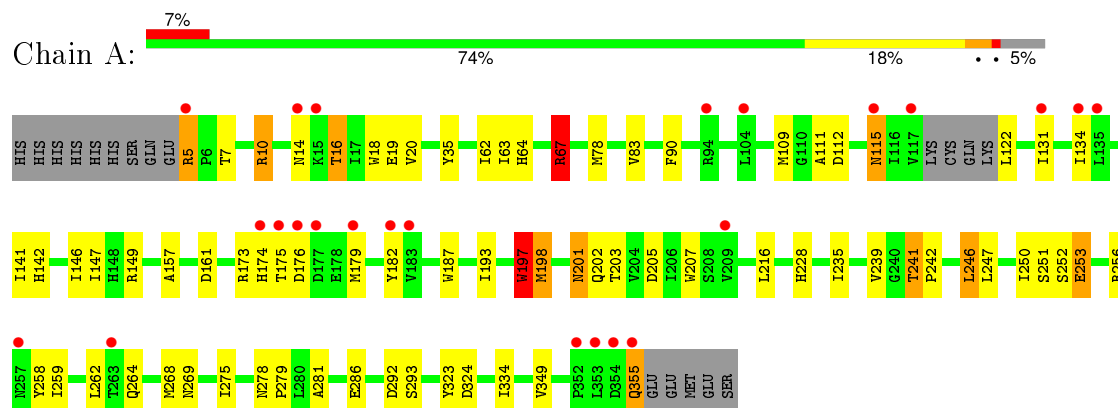 7%
Chain A:
74% 18% • • 5%
HIS HIS HIS HIS HIS HIS SER GLN GLU R5 P6 T7 R10 N14 K15 T16 I17 W18 E19 V20 Y35 I62 I63 H64 R67 M78 V83 F90 R94 L104 M109 G110 A111 D112 N115 I116 V117 LYS CYS GLN LYS L122 I131 I134 L135
I141 H142 I146 I147 H148 R149 A157 D161 R173 H174 T175 D176 D177 E178 M179 Y182 V183 W187 I193 W197 M198 N201 Q202 T203 V204 D205 I206 W207 S208 V209 L216 H228 I235 V239 G240 T241 P242 L246 L247 I250 S251 S252 E253 R256
N257 Y258 I259 L262 T263 Q264 M268 N269 I275 N278 P279 L280 A281 E286 D292 S293 Y323 D324 I334 V349 P352 L353 D354 Q355 GLU GLU MET GLU SER